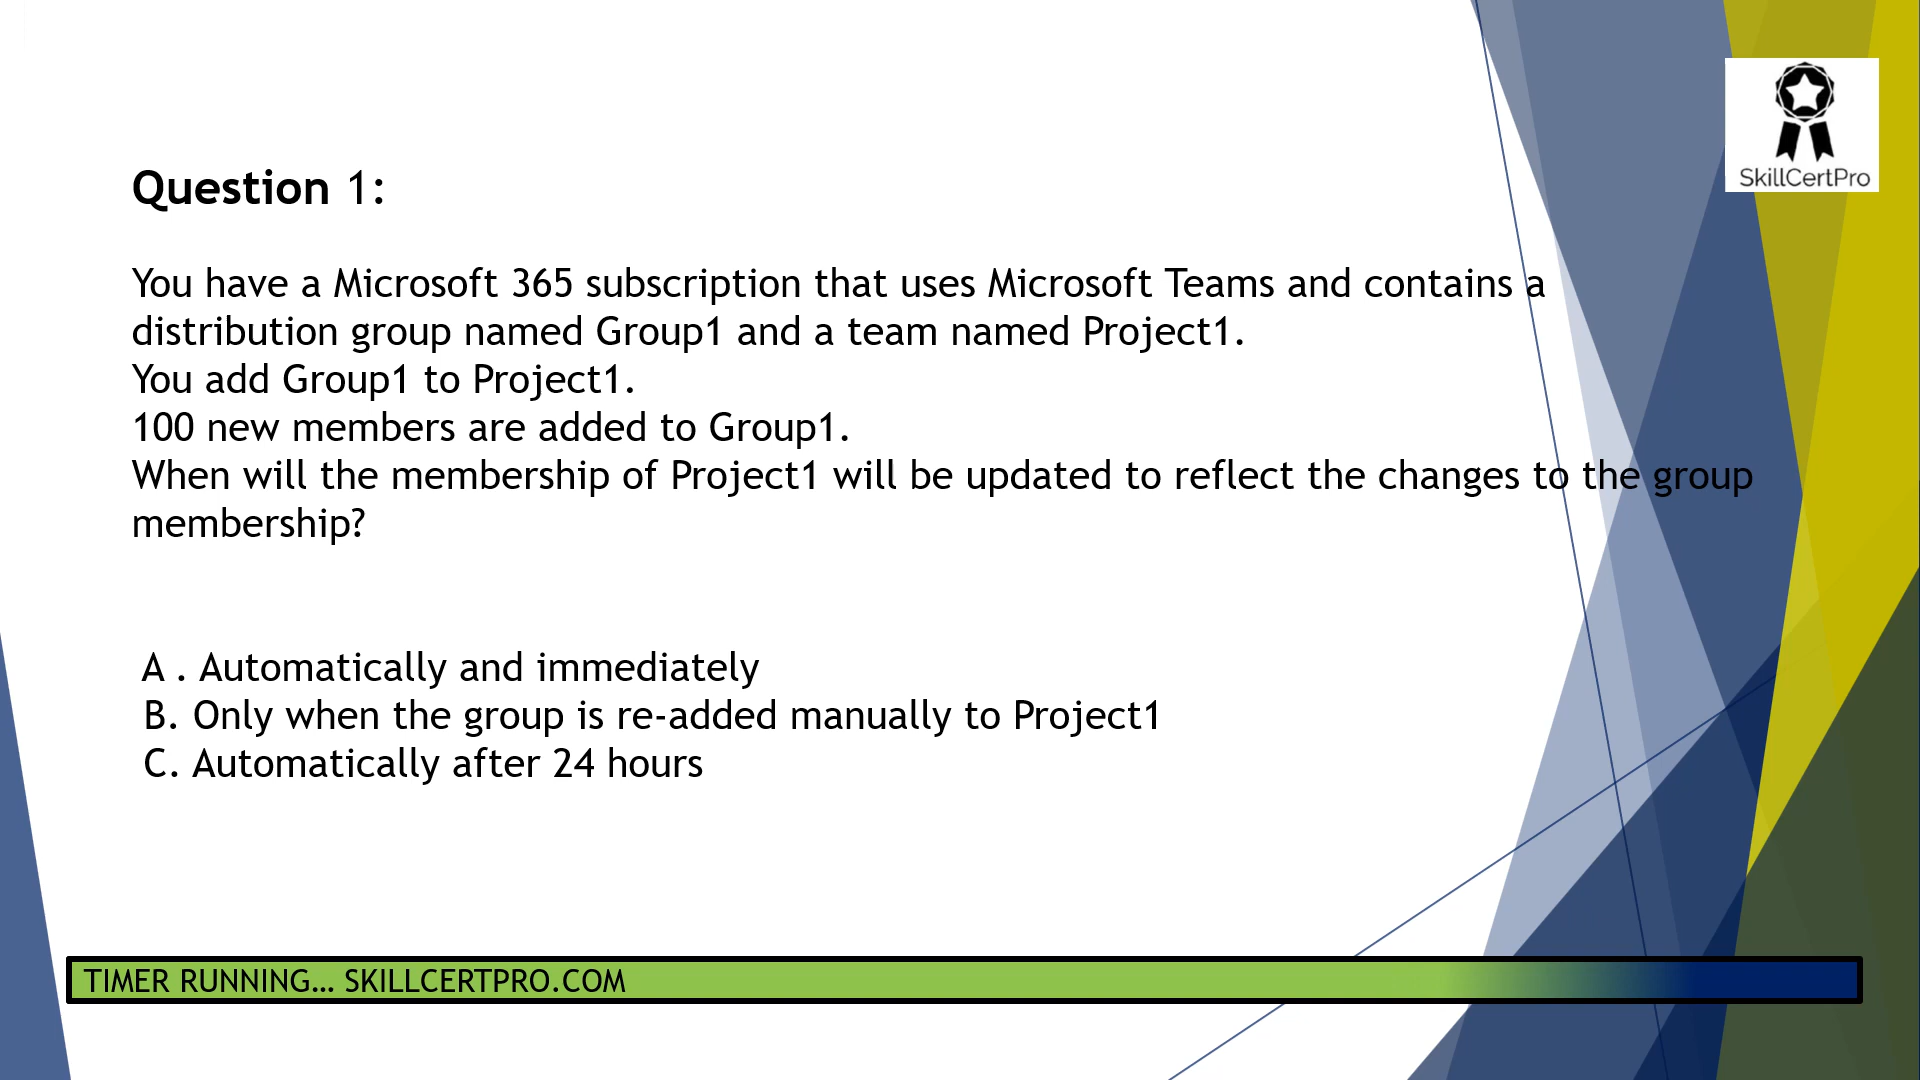 SkillCertPro
Question 1:
You have a Microsoft 365 subscription that uses Microsoft Teams and contains a
distribution group named Group1 and a team named Project1.
You add Group1 to Project1.
100 new members are added to Group1.
When will the membership of Project1 will be updated to reflect the changes to the group
membership?
A . Automatically and immediately
B. Only when the group is re-added manually to Project1
C. Automatically after 24 hours
TIMER RUNNING... SKILLCERTPRO.COM